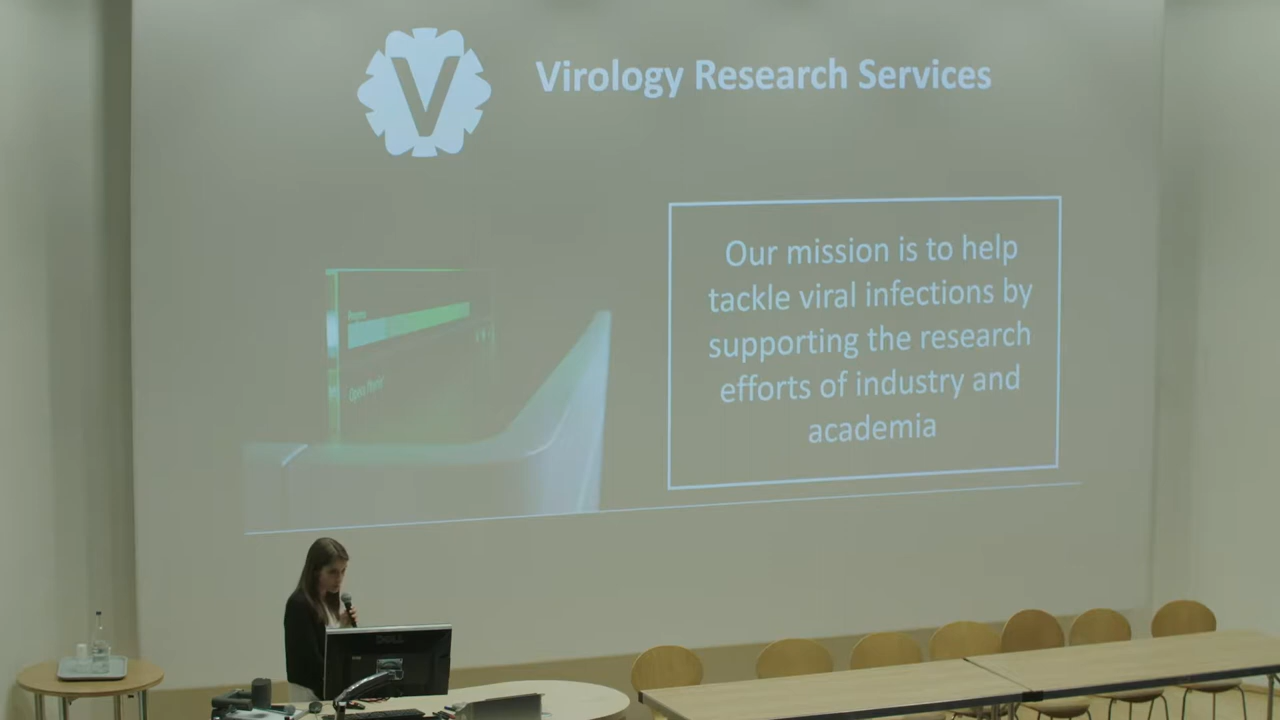 V
Virology Research Services
Our mission is to help
tackle viral infections by
supporting the research
efforts of industry and
academia
DELL